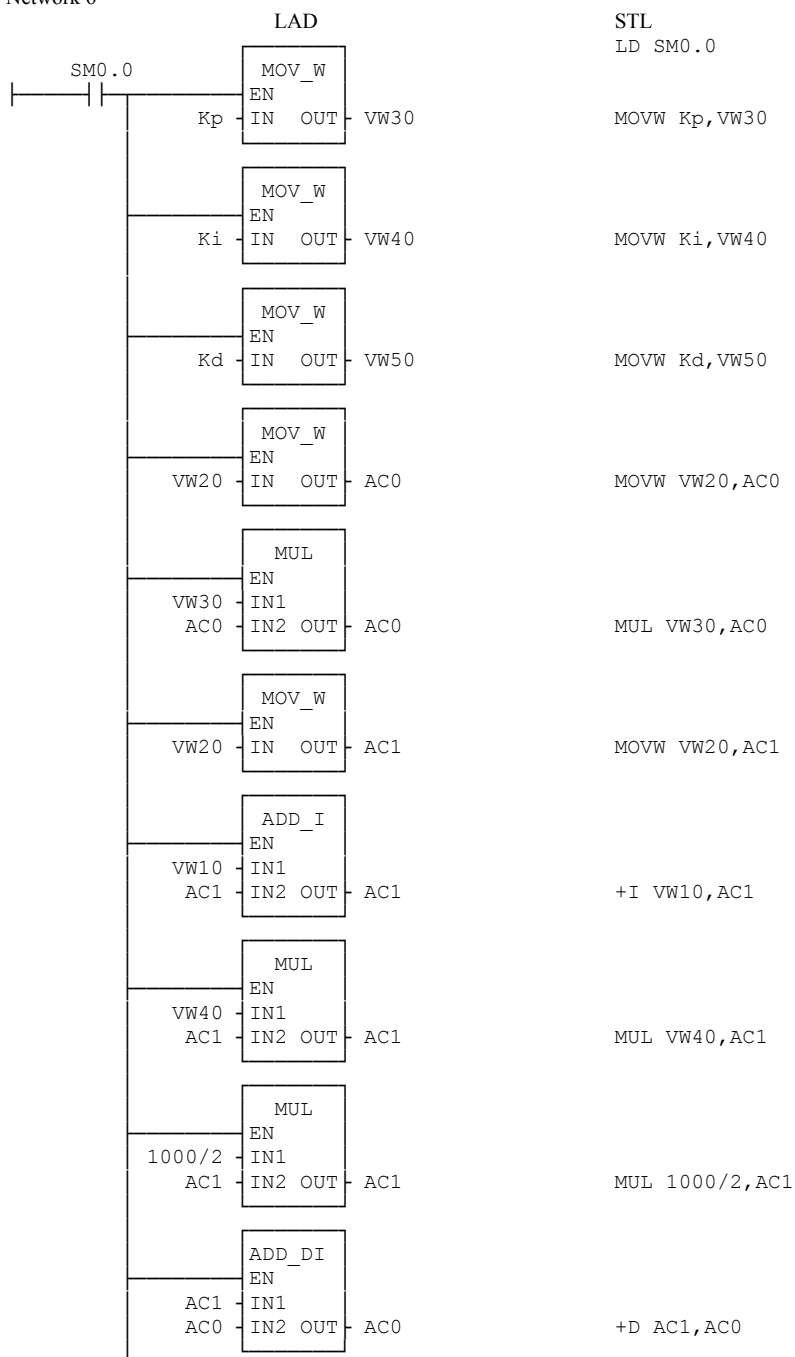 Network 6
LAD STL
LD SM0.0
SM0.0 MOV_W
EN
Kp IN OUT VW30 MOVW Kp,VW30
MOV_W
EN
Ki IN OUT VW40 MOVW Ki,VW40
MOV_W
EN
Kd IN OUT VW50 MOVW Kd,VW50
MOV_W
EN
VW20 IN OUT AC0 MOVW VW20,AC0
MUL
EN
VW30 IN1
AC0 IN2 OUT AC0 MUL VW30,AC0
MOV_W
EN
VW20 IN OUT AC1 MOVW VW20,AC1
ADD_I
EN
VW10 IN1
AC1 IN2 OUT AC1 +I VW10,AC1
MUL
EN
VW40 IN1
AC1 IN2 OUT AC1 MUL VW40,AC1
MUL
EN
1000/2 IN1
AC1 IN2 OUT AC1 MUL 1000/2,AC1
ADD_DI
EN
AC1 IN1
AC0 IN2 OUT AC0 +D AC1,AC0